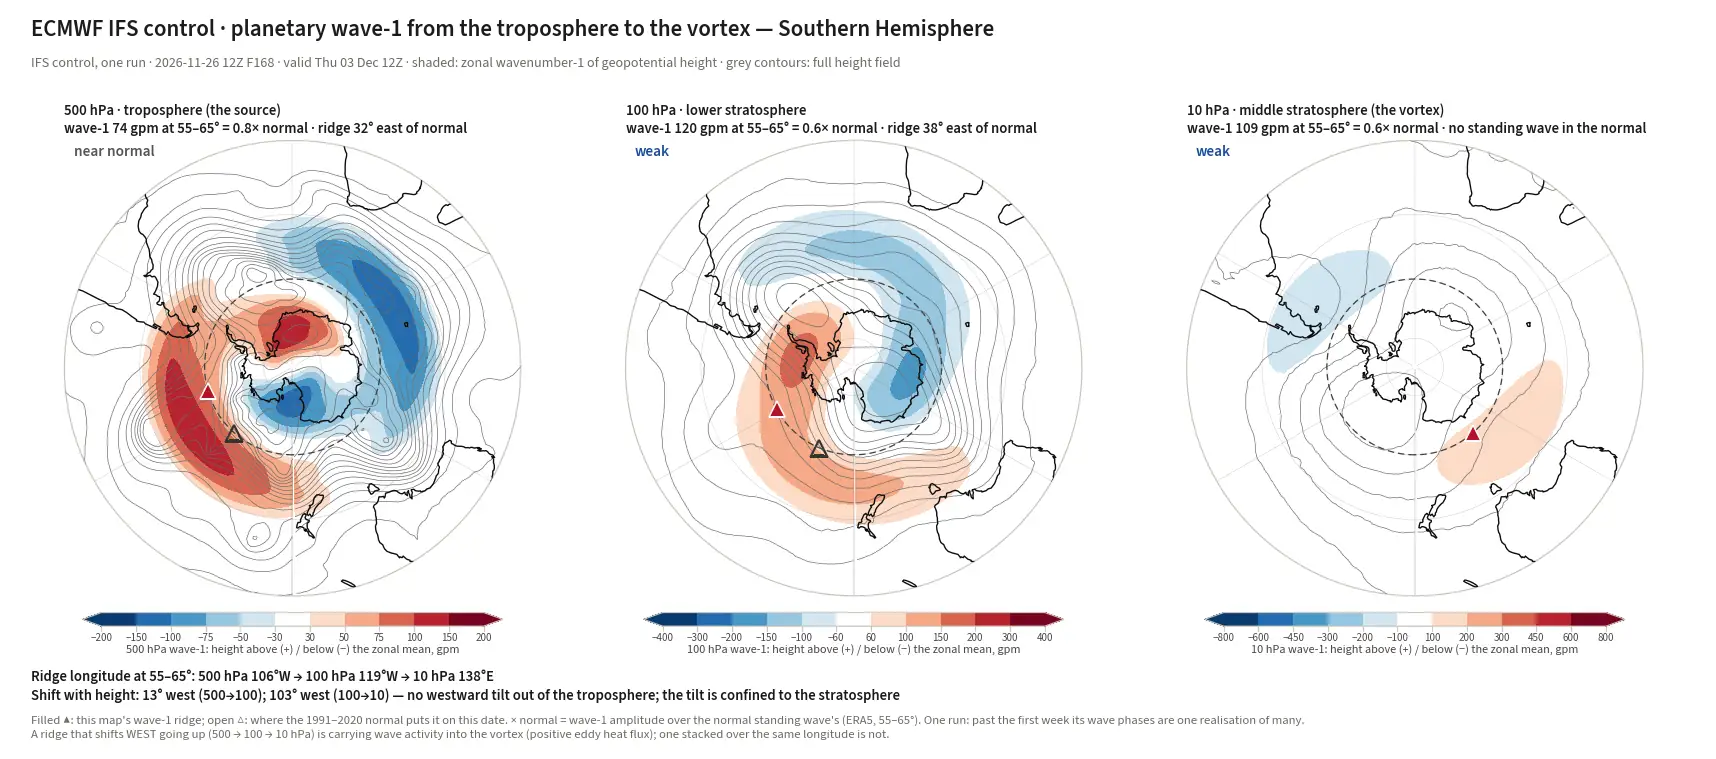 ECMWF IFS control · planetary wave-1 from the troposphere to the vortex — Southern Hemisphere
IFS control, one run · 2026-11-26 12Z F168 · valid Thu 03 Dec 12Z · shaded: zonal wavenumber-1 of geopotential height · grey contours: full height field
500 hPa · troposphere (the source)
wave-1 74 gpm at 55–65° = 0.8× normal · ridge 32° east of normal
near normal
100 hPa · lower stratosphere
wave-1 120 gpm at 55–65° = 0.6× normal · ridge 38° east of normal
weak
10 hPa · middle stratosphere (the vortex)
wave-1 109 gpm at 55–65° = 0.6× normal · no standing wave in the normal
weak
−200 −150 −100 −75 −50 −30 30 50 75 100 150 200
500 hPa wave-1: height above (+) / below (−) the zonal mean, gpm
−400 −300 −200 −150 −100 −60 60 100 150 200 300 400
100 hPa wave-1: height above (+) / below (−) the zonal mean, gpm
−800 −600 −450 −300 −200 −100 100 200 300 450 600 800
10 hPa wave-1: height above (+) / below (−) the zonal mean, gpm
Ridge longitude at 55–65°: 500 hPa 106°W → 100 hPa 119°W → 10 hPa 138°E
Shift with height: 13° west (500→100); 103° west (100→10) — no westward tilt out of the troposphere; the tilt is confined to the stratosphere
Filled ▲: this map's wave-1 ridge; open △: where the 1991–2020 normal puts it on this date. × normal = wave-1 amplitude over the normal standing wave's (ERA5, 55–65°). One run: past the first week its wave phases are one realisation of many.
A ridge that shifts WEST going up (500 → 100 → 10 hPa) is carrying wave activity into the vortex (positive eddy heat flux); one stacked over the same longitude is not.